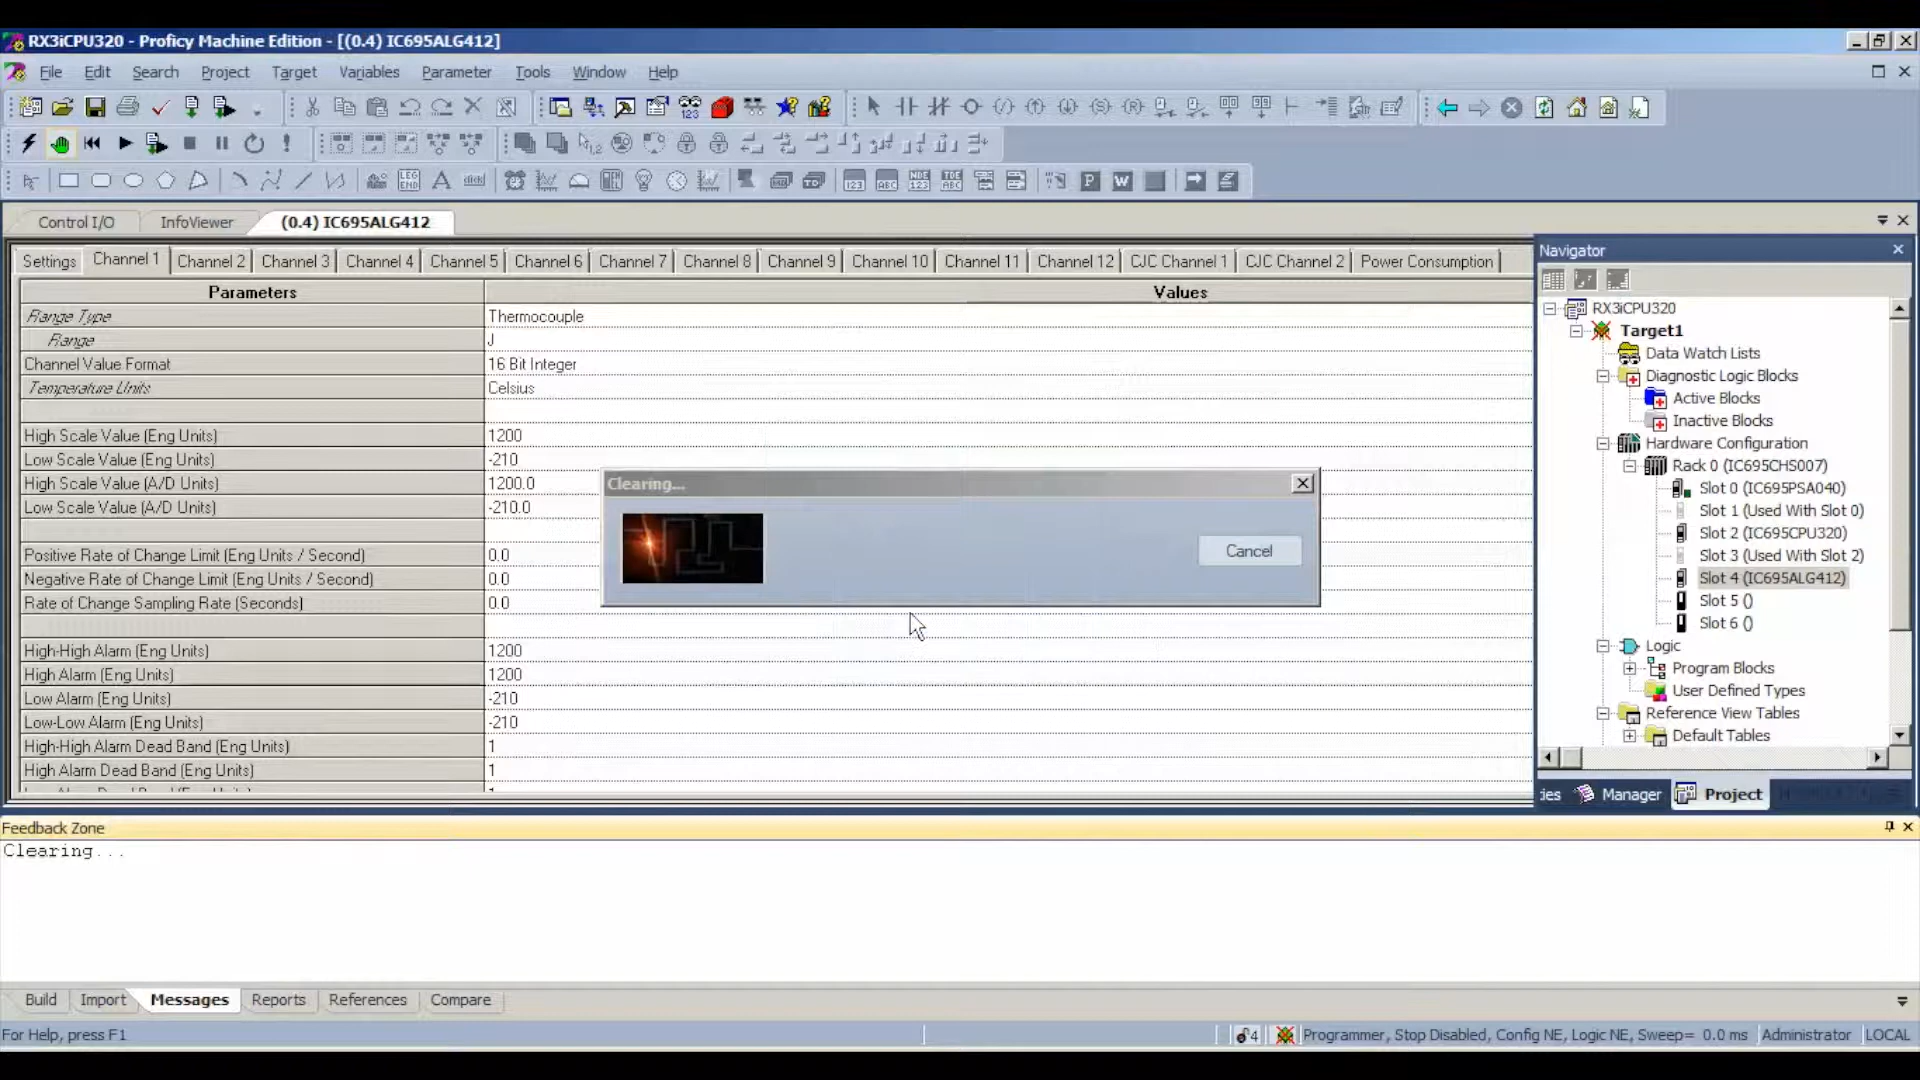 RX3iCPU320 - Proficy Machine Edition - [(0.4) IC695ALG412]
File Edit Search Project Target Variables Parameter Tools Window Help
Control I/O InfoViewer (0.4) IC695ALG412
Settings Channel 1 Channel 2 Channel 3 Channel 4 Channel 5 Channel 6 Channel 7 Channel 8 Channel 9 Channel 10 Channel 11 Channel 12 CJC Channel 1 CJC Channel 2 Power Consumption
Parameters Values
Range Type Thermocouple
Range J
Channel Value Format 16 Bit Integer
Temperature Units Celsius
High Scale Value (Eng Units) 1200
Low Scale Value (Eng Units) -210
High Scale Value (A/D Units) 1200.0
Low Scale Value (A/D Units) -210.0
Positive Rate of Change Limit (Eng Units / Second) 0.0
Negative Rate of Change Limit (Eng Units / Second) 0.0
Rate of Change Sampling Rate (Seconds) 0.0
High-High Alarm (Eng Units) 1200
High Alarm (Eng Units) 1200
Low Alarm (Eng Units) -210
Low-Low Alarm (Eng Units) -210
High-High Alarm Dead Band (Eng Units) 1
High Alarm Dead Band (Eng Units) 1
Clearing...
Cancel
Navigator
RX3iCPU320
Target1
Data Watch Lists
Diagnostic Logic Blocks
Active Blocks
Inactive Blocks
Hardware Configuration
Rack 0 (IC695CHS007)
Slot 0 (IC695PSA040)
Slot 1 (Used With Slot 0)
Slot 2 (IC695CPU320)
Slot 3 (Used With Slot 2)
Slot 4 (IC695ALG412)
Slot 5 ()
Slot 6 ()
Logic
Program Blocks
User Defined Types
Reference View Tables
Default Tables
ties Manager Project
Feedback Zone
Clearing...
Build Import Messages Reports References Compare
For Help, press F1
4 Programmer, Stop Disabled, Config NE, Logic NE, Sweep= 0.0 ms Administrator LOCAL